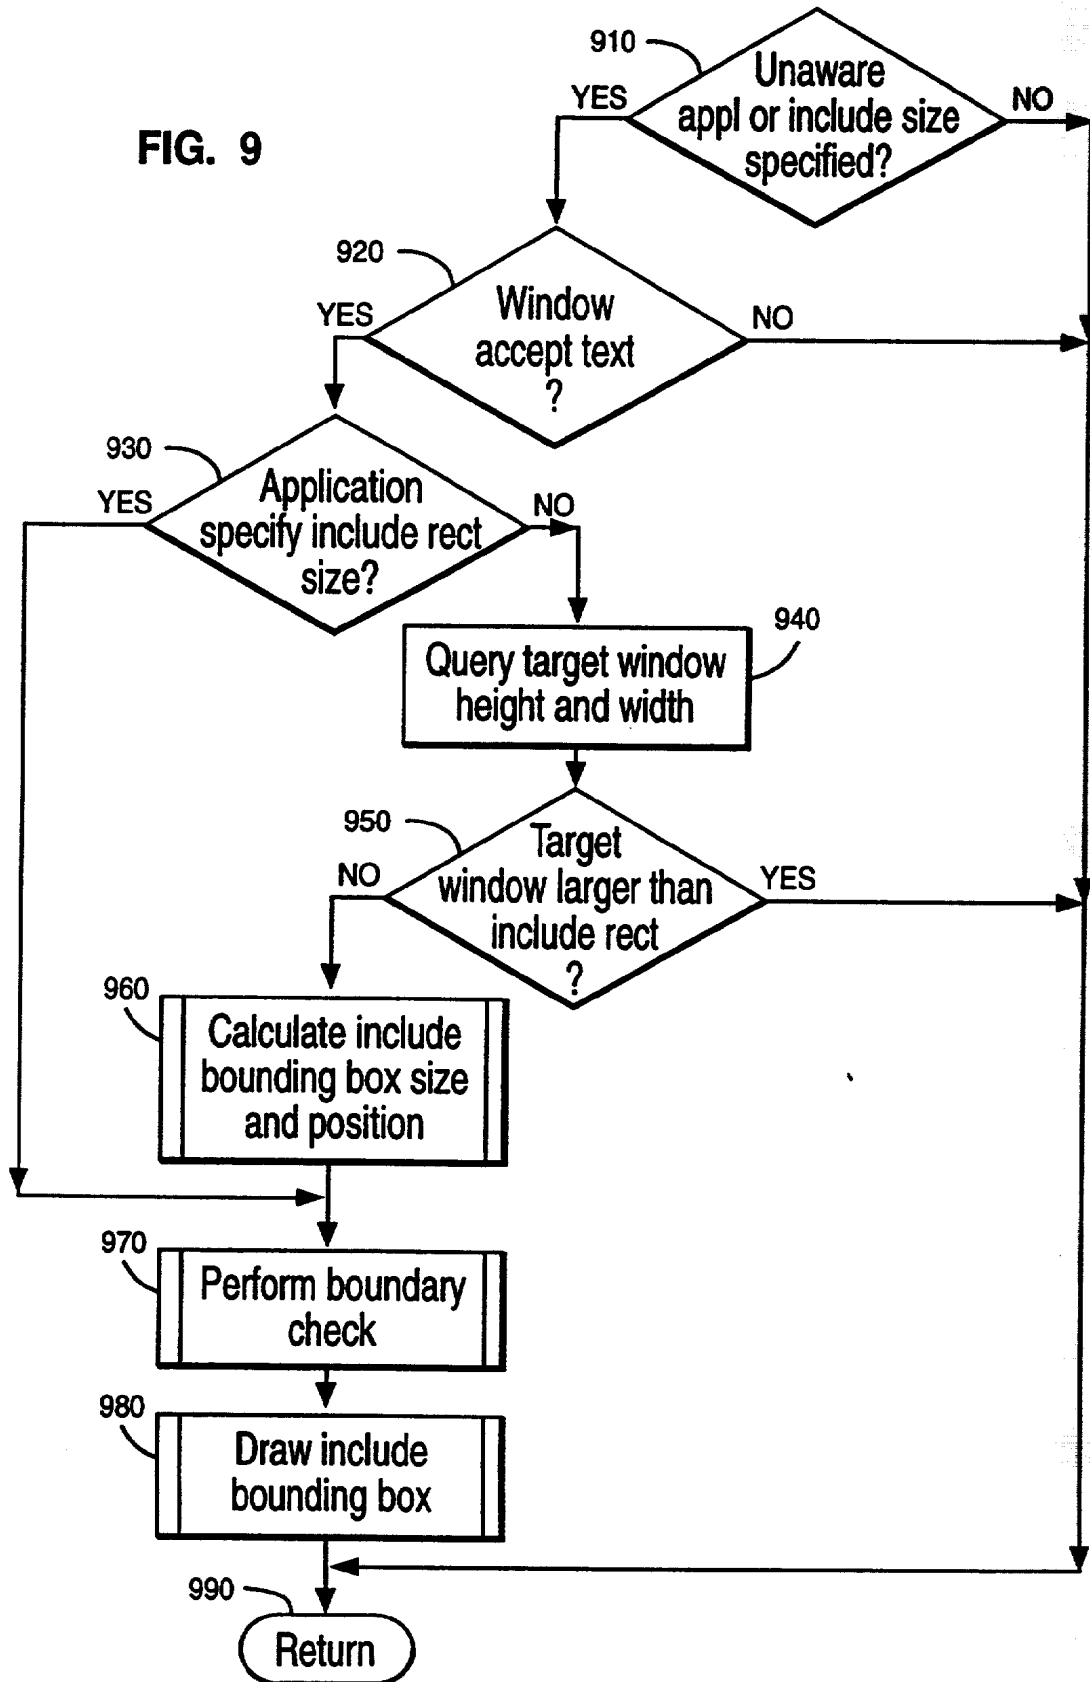 FIG. 9
910
Unaware
appl or include size
specified?
YES
NO
920
Window
accept text
?
YES
NO
930
Application
specify include rect
size?
YES
NO
940
Query target window
height and width
950
Target
window larger than
include rect
?
NO
YES
960
Calculate include
bounding box size
and position
970
Perform boundary
check
980
Draw include
bounding box
990
Return